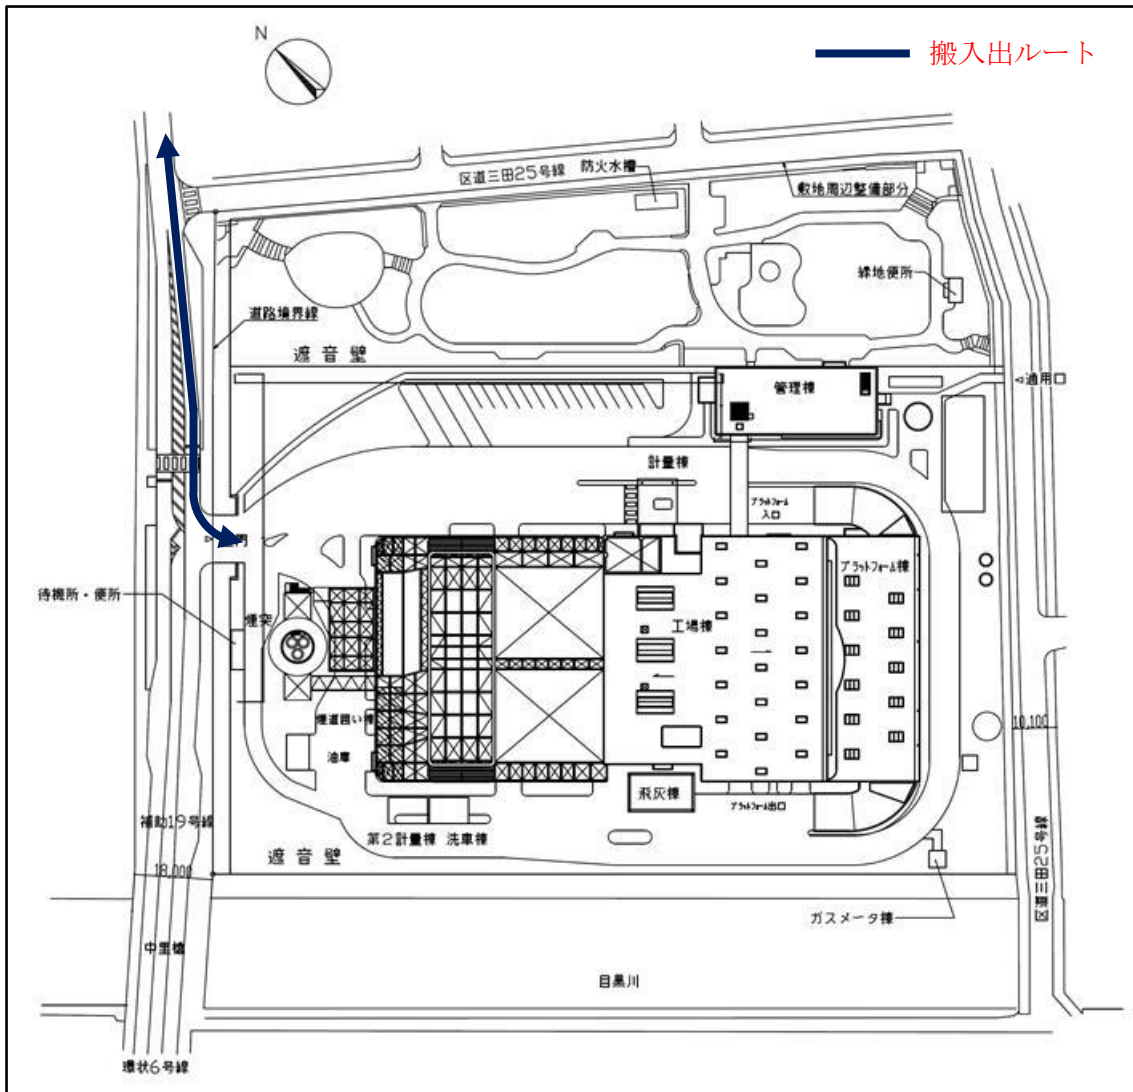 N
搬入出ルート
区道三田25号線
防火水槽
敷地周辺整備部分
緑地便所
道路境界線
遮音壁
管理棟
通用口
計量棟
プラットフォーム
入口
プラットフォーム棟
待機所・便所
煙突
工場棟
煙道囲い棟
油庫
10,100
飛灰棟
プラットフォーム出口
補助19号線
第2計量棟
洗車棟
遮音壁
18,000
区道三田25号線
ガスメータ棟
中里橋
目黒川
環状6号線